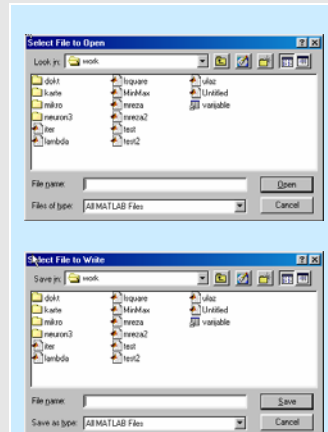 Select File to Open
Look in: work
dokt lsquare ulaz
karte MinMax Untitled
mikro mreza varijable
neuron3 mreza2
iter test
lambda test2
File name: Open
Files of type: All MATLAB Files Cancel
Select File to Write
Save in: work
dokt lsquare ulaz
karte MinMax Untitled
mikro mreza varijable
neuron3 mreza2
iter test
lambda test2
File name: Save
Save as type: All MATLAB Files Cancel